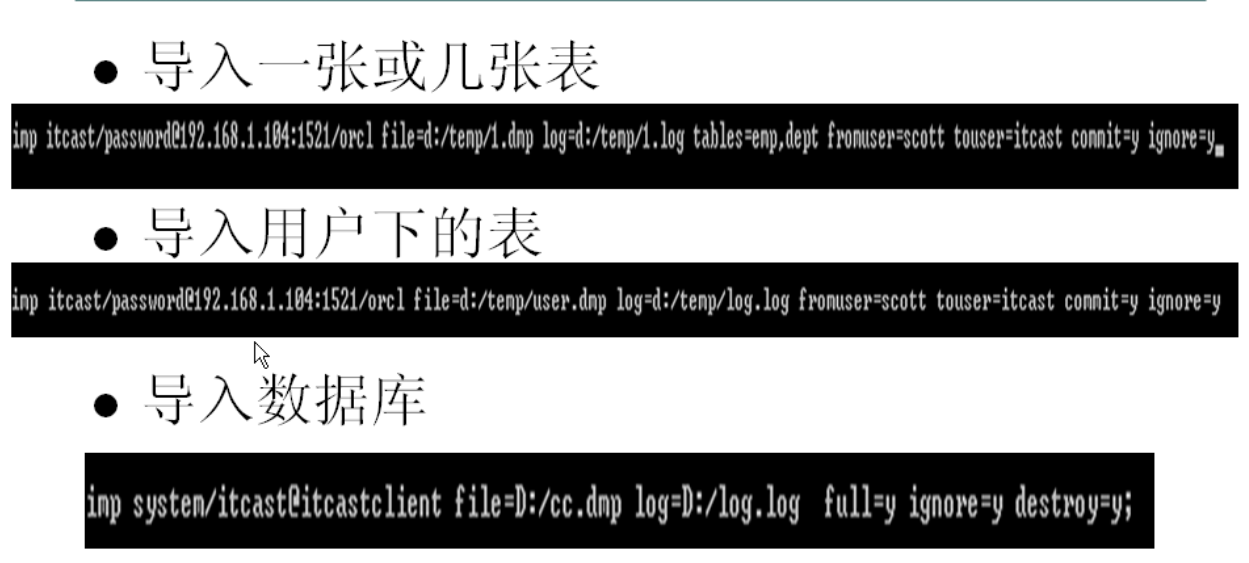 ● 导入一张或几张表
imp itcast/password@192.168.1.104:1521/orcl file=d:/temp/1.dmp log=d:/temp/1.log tables=emp,dept fromuser=scott touser=itcast commit=y ignore=y
● 导入用户下的表
imp itcast/password@192.168.1.104:1521/orcl file=d:/temp/user.dmp log=d:/temp/log.log fromuser=scott touser=itcast commit=y ignore=y
● 导入数据库
imp system/itcast@itcastclient file=D:/cc.dmp log=D:/log.log  full=y ignore=y destroy=y;